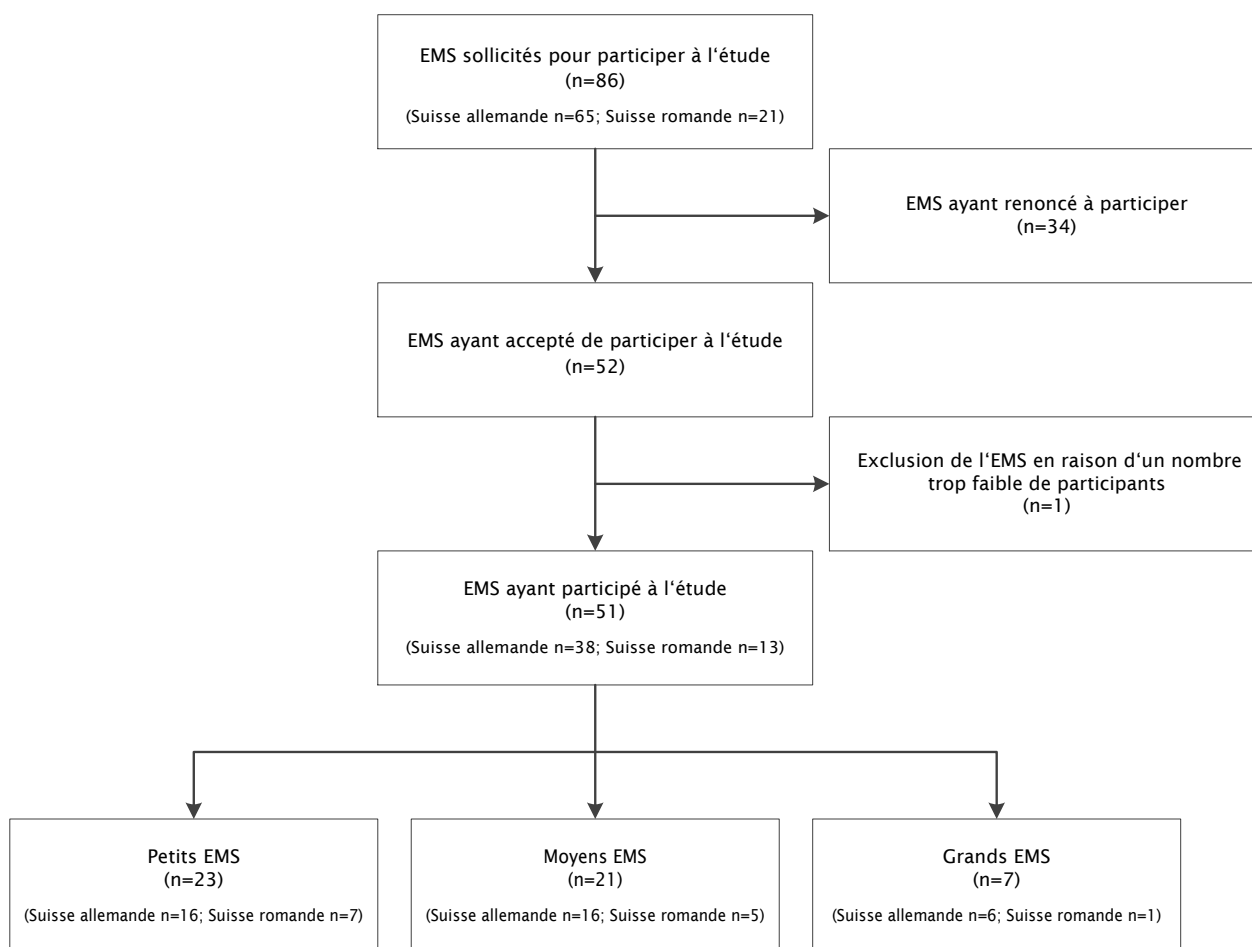 EMS sollicités pour participer à l‘étude
(n=86)
(Suisse allemande n=65; Suisse romande n=21)
EMS ayant renoncé à participer
(n=34)
EMS ayant accepté de participer à l‘étude
(n=52)
Exclusion de l‘EMS en raison d‘un nombre
trop faible de participants
(n=1)
EMS ayant participé à l‘étude
(n=51)
(Suisse allemande n=38; Suisse romande n=13)
Petits EMS
(n=23)
(Suisse allemande n=16; Suisse romande n=7)
Moyens EMS
(n=21)
(Suisse allemande n=16; Suisse romande n=5)
Grands EMS
(n=7)
(Suisse allemande n=6; Suisse romande n=1)